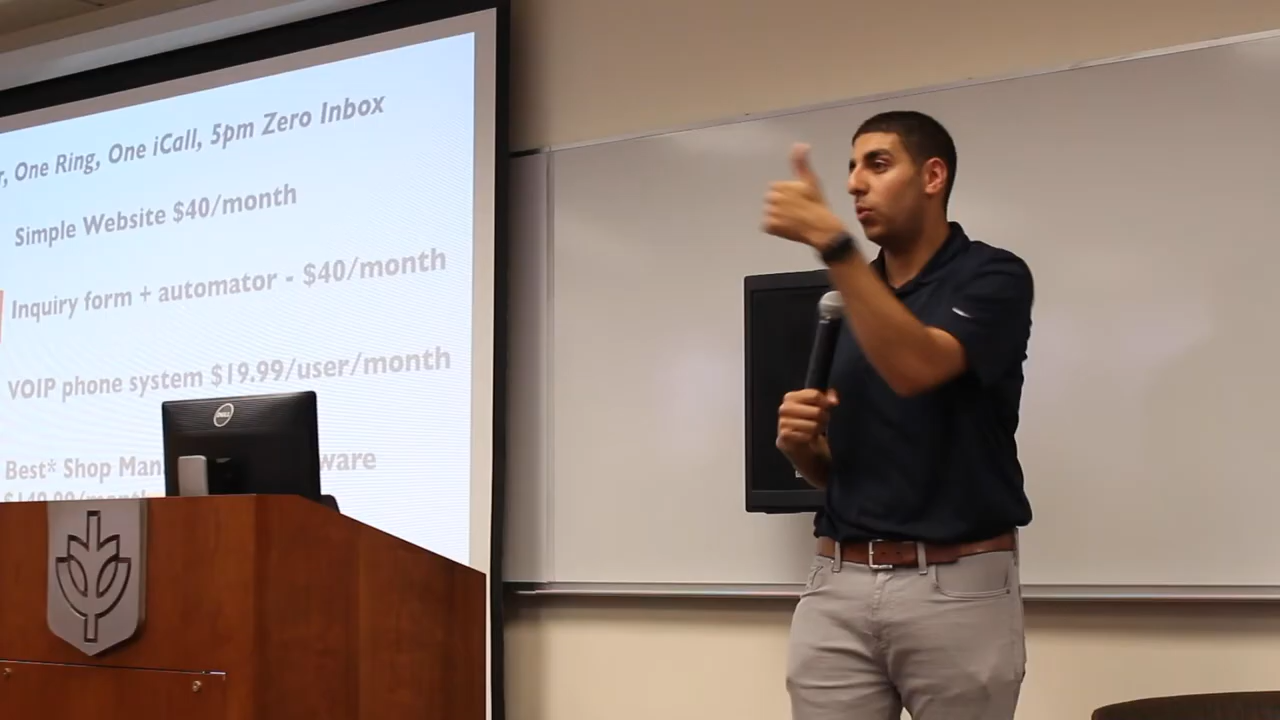 , One Ring, One iCall, 5pm Zero Inbox
Simple Website $40/month
Inquiry form + automator - $40/month
VOIP phone system $19.99/user/month
Best* Shop Man ware
DELL